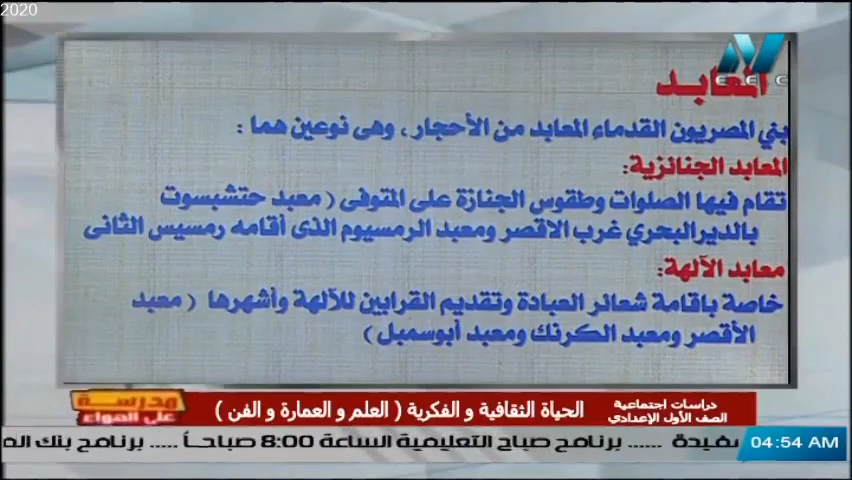 2020
المعابد
بني المصريون القدماء المعابد من الأحجار ، وهى نوعين هما :
المعابد الجنائزية:
تقام فيها الصلوات وطقوس الجنازة على المتوفى ( معبد حتشبسوت
بالديرالبحري غرب الاقصر ومعبد الرمسيوم الذى أقامه رمسيس الثانى
معابد الآلهة:
خاصة باقامة شعائر العبادة وتقديم القرابين للآلهة وأشهرها ( معبد
الأقصر ومعبد الكرنك ومعبد أبوسمبل )
دراسات اجتماعية
الصف الأول الإعدادي
الحياة الثقافية و الفكرية ( العلم و العمارة و الفن )
مدرسة
على الهواء
04:54 AM
..... برنامج صباح التعليمية الساعة 8:00 صباحــاً ..... برنامج بنك